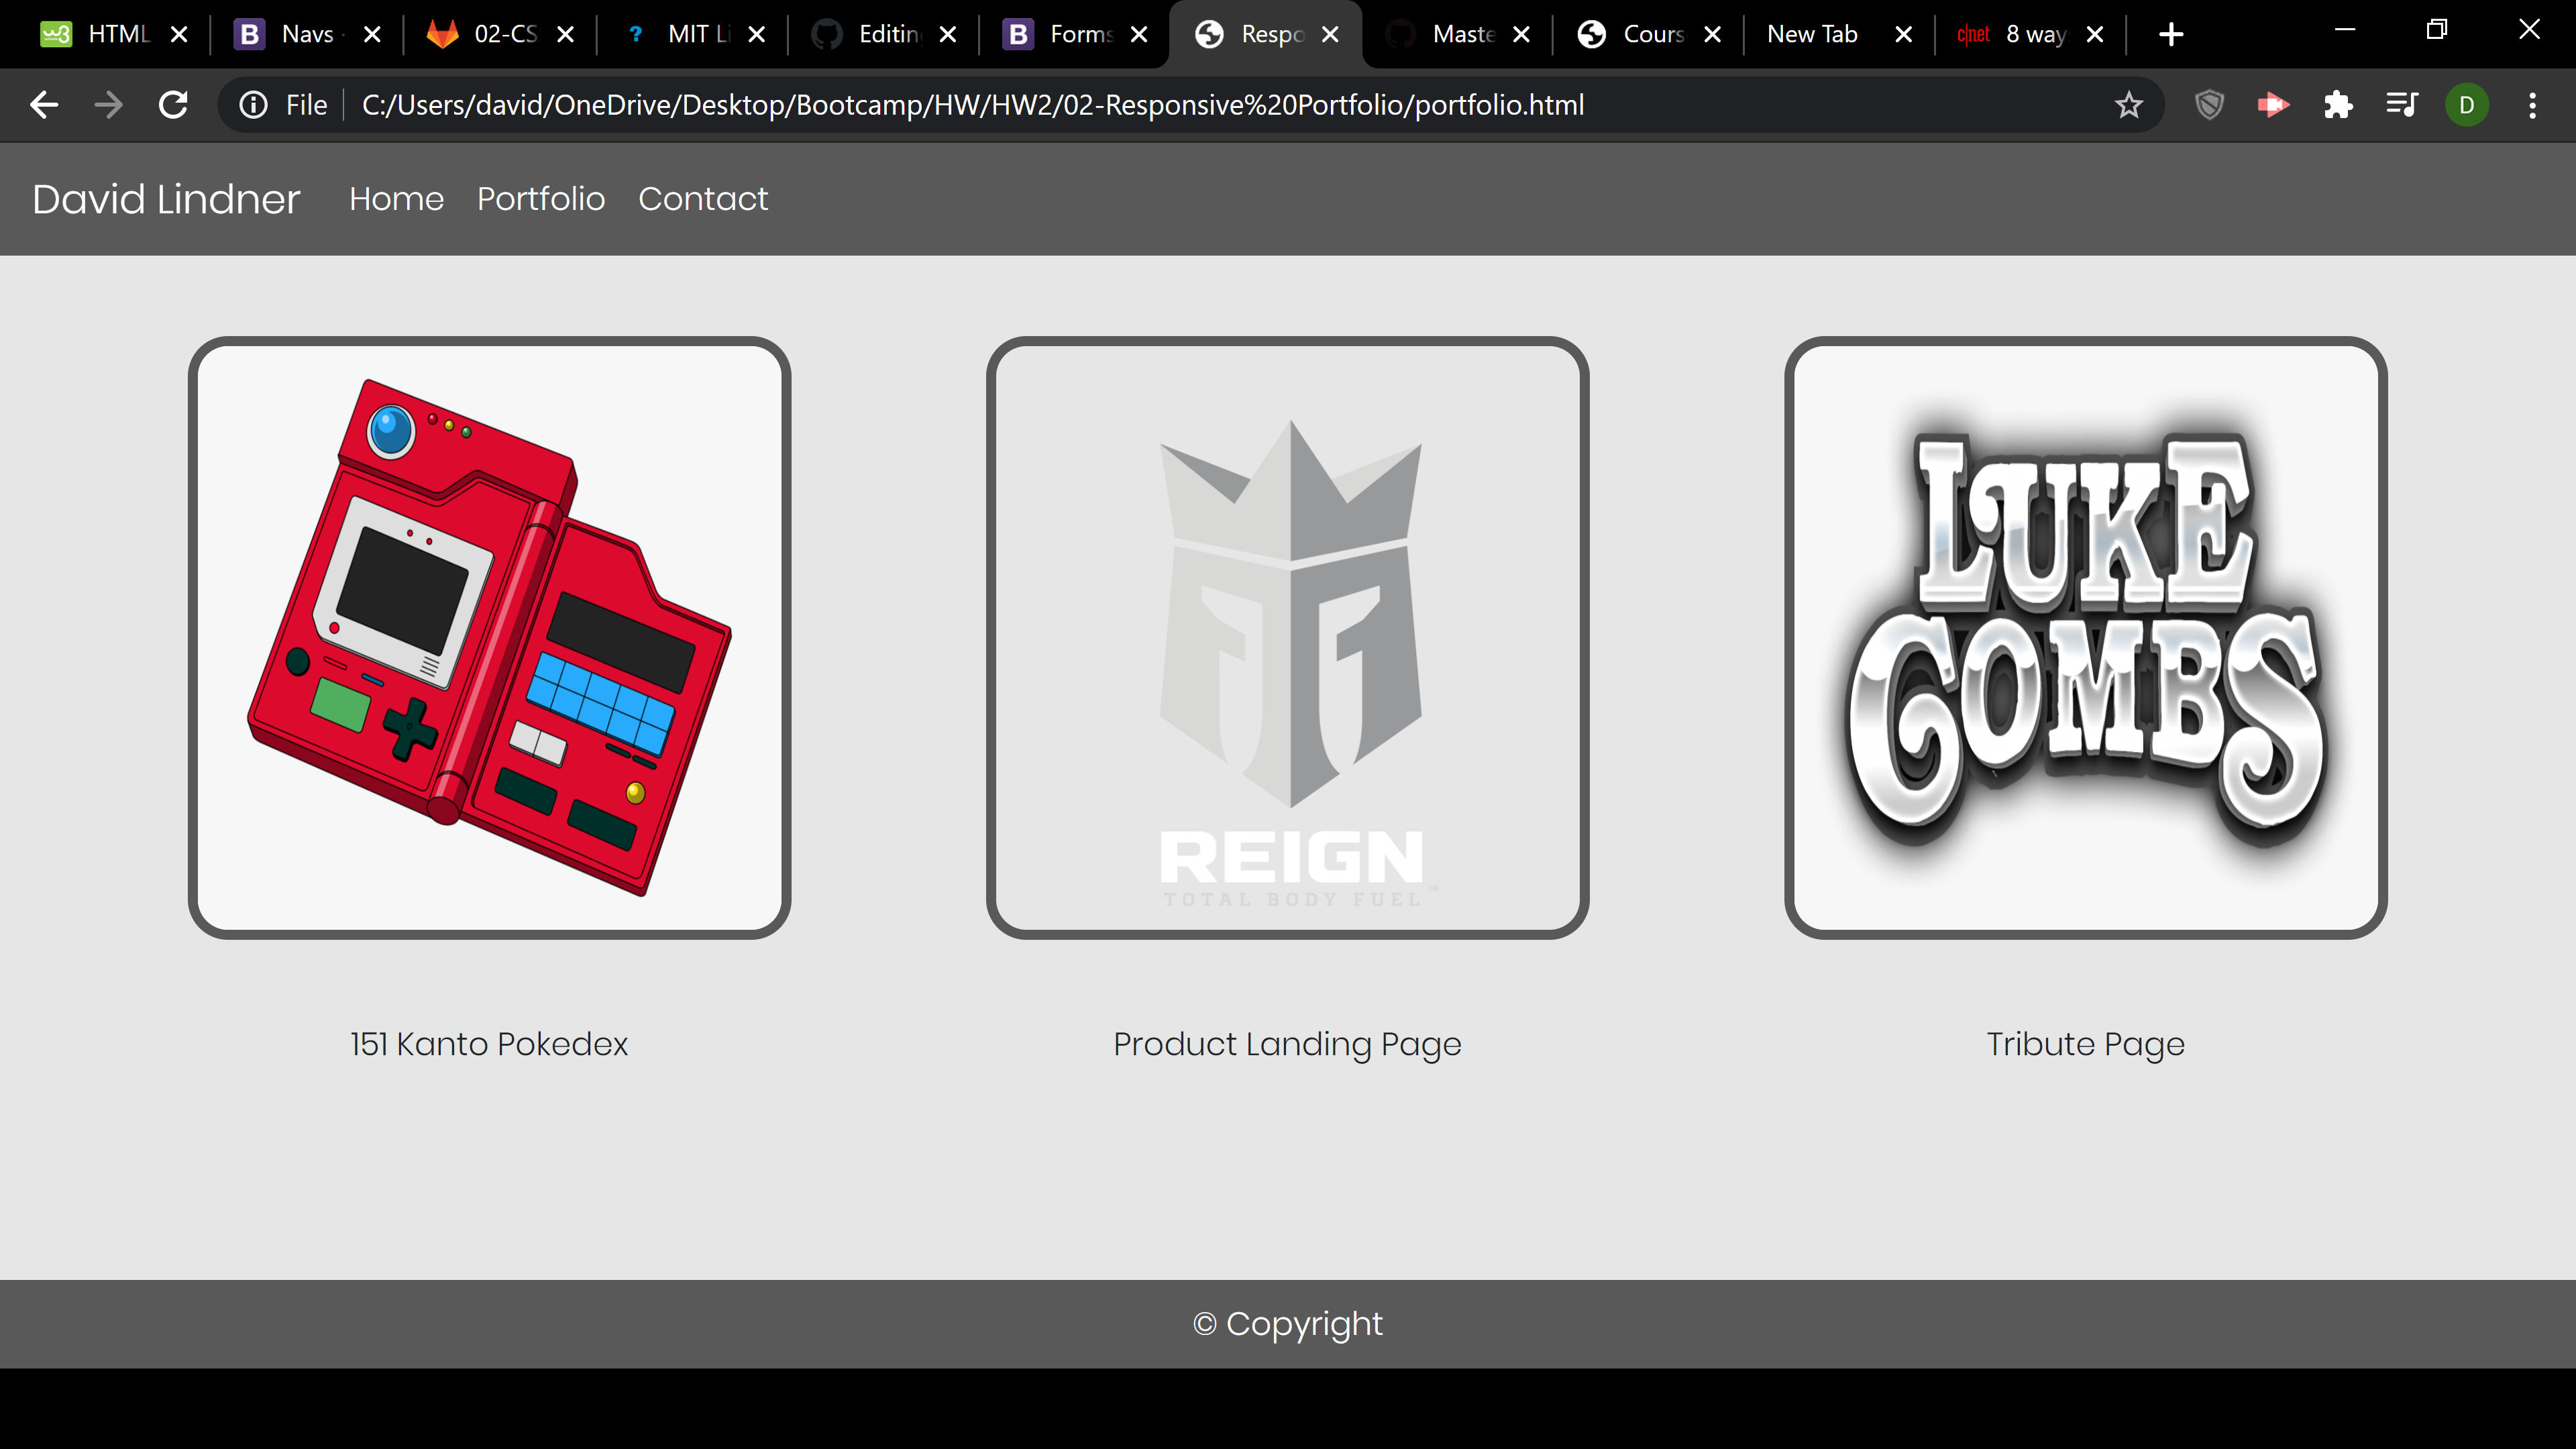 HTML Navs · 02-CS MIT Li Editin Forms Respo Maste Cours New Tab c|net 8 way
File C:/Users/david/OneDrive/Desktop/Bootcamp/HW/HW2/02-Responsive%20Portfolio/portfolio.html D
David Lindner Home Portfolio Contact
LUKE
COMBS
REIGN
TOTAL BODY FUEL™
151 Kanto Pokedex Product Landing Page Tribute Page
© Copyright